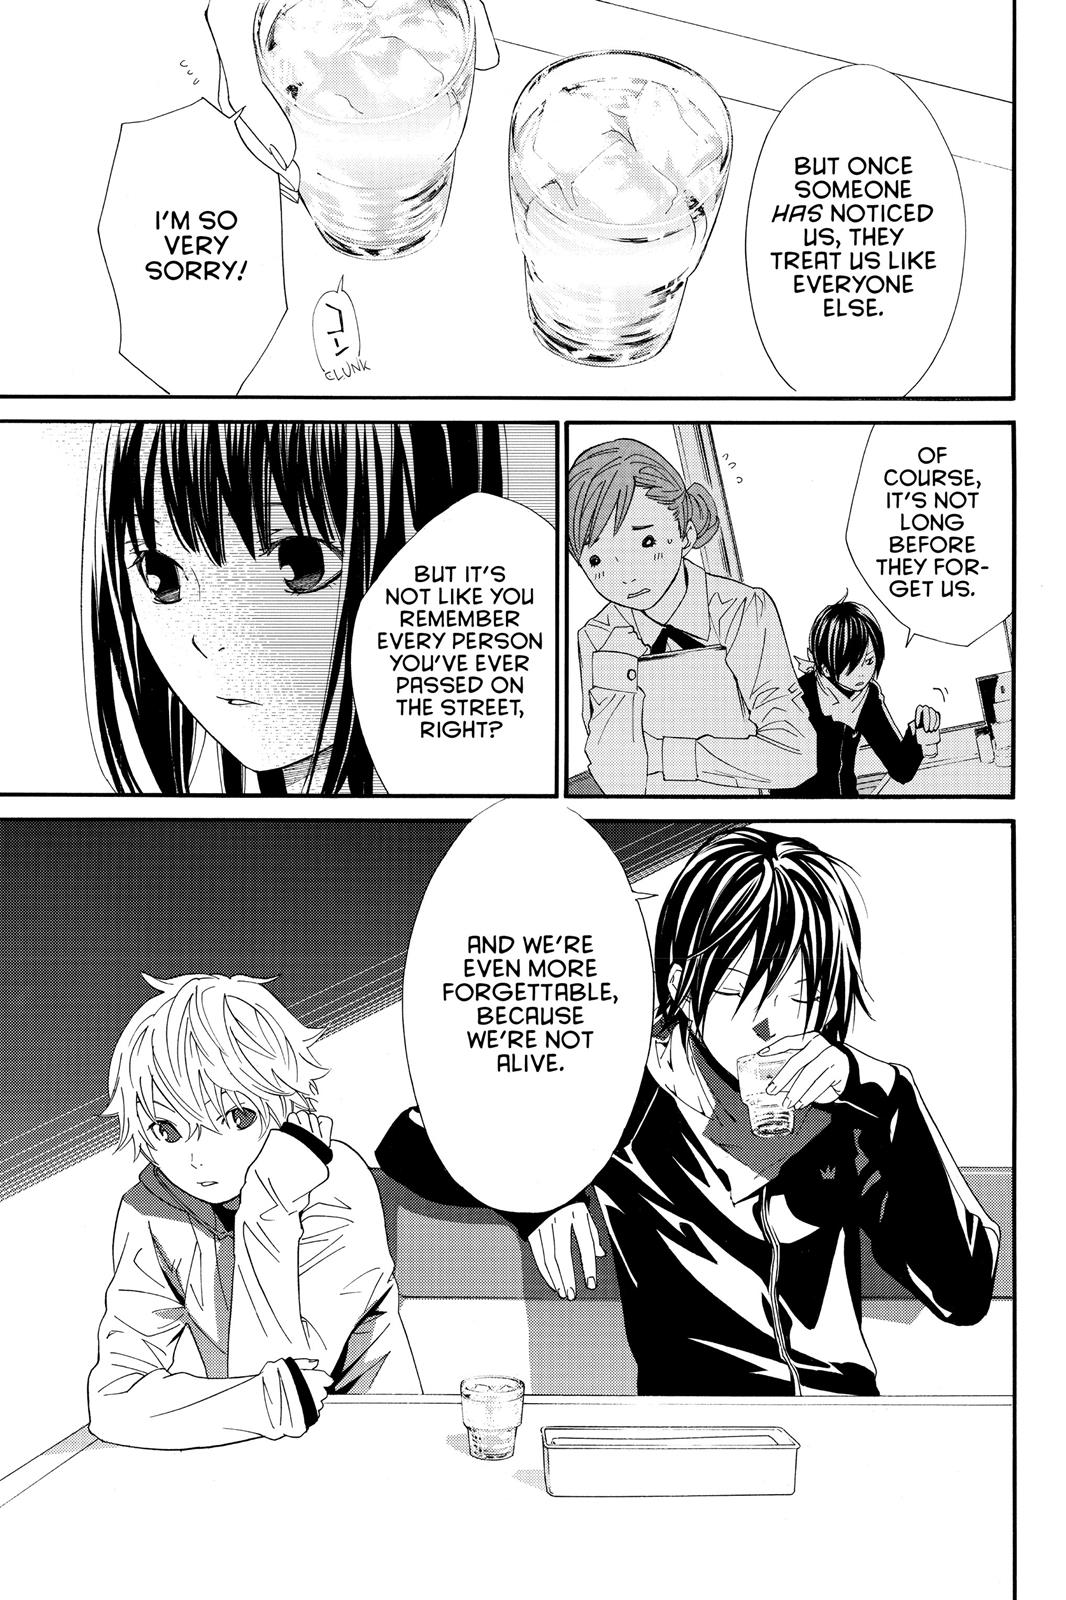 BUT ONCE
SOMEONE
HAS NOTICED
US, THEY
TREAT US LIKE
EVERYONE
ELSE.
I'M SO
VERY
SORRY!
コン
CLUNK
OF
COURSE,
IT'S NOT
LONG
BEFORE
THEY FOR-
GET US.
BUT IT'S
NOT LIKE YOU
REMEMBER
EVERY PERSON
YOU'VE EVER
PASSED ON
THE STREET,
RIGHT?
AND WE'RE
EVEN MORE
FORGETTABLE,
BECAUSE
WE'RE NOT
ALIVE.